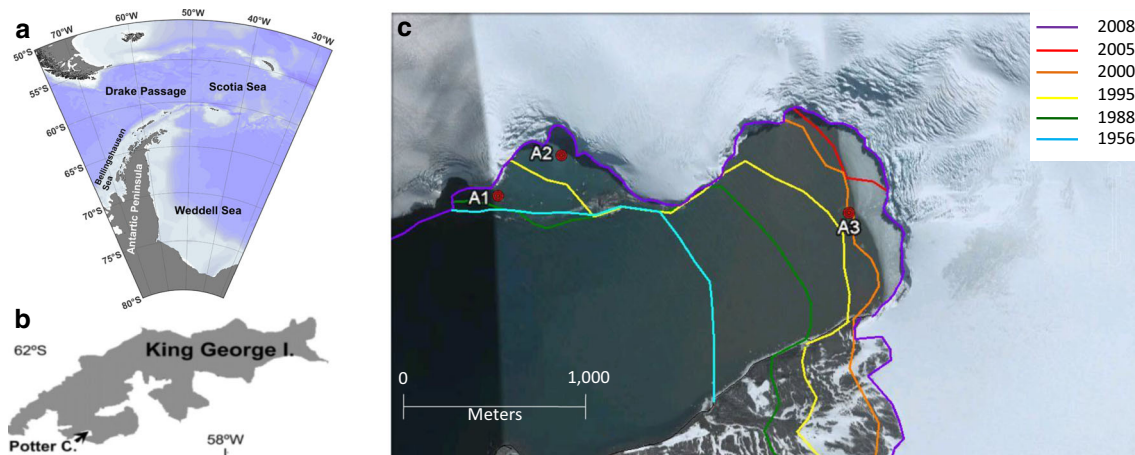 a
70°W
60°W
50°W
40°W
30°W
50°S
55°S
60°S
65°S
70°S
75°S
80°S
Drake Passage
Scotia Sea
Bellingshausen
Sea
Antarctic Peninsula
Weddell Sea
b
62°S
King George I.
Potter C.
58°W
c
A1
A2
A3
0
1,000
Meters
2008
2005
2000
1995
1988
1956